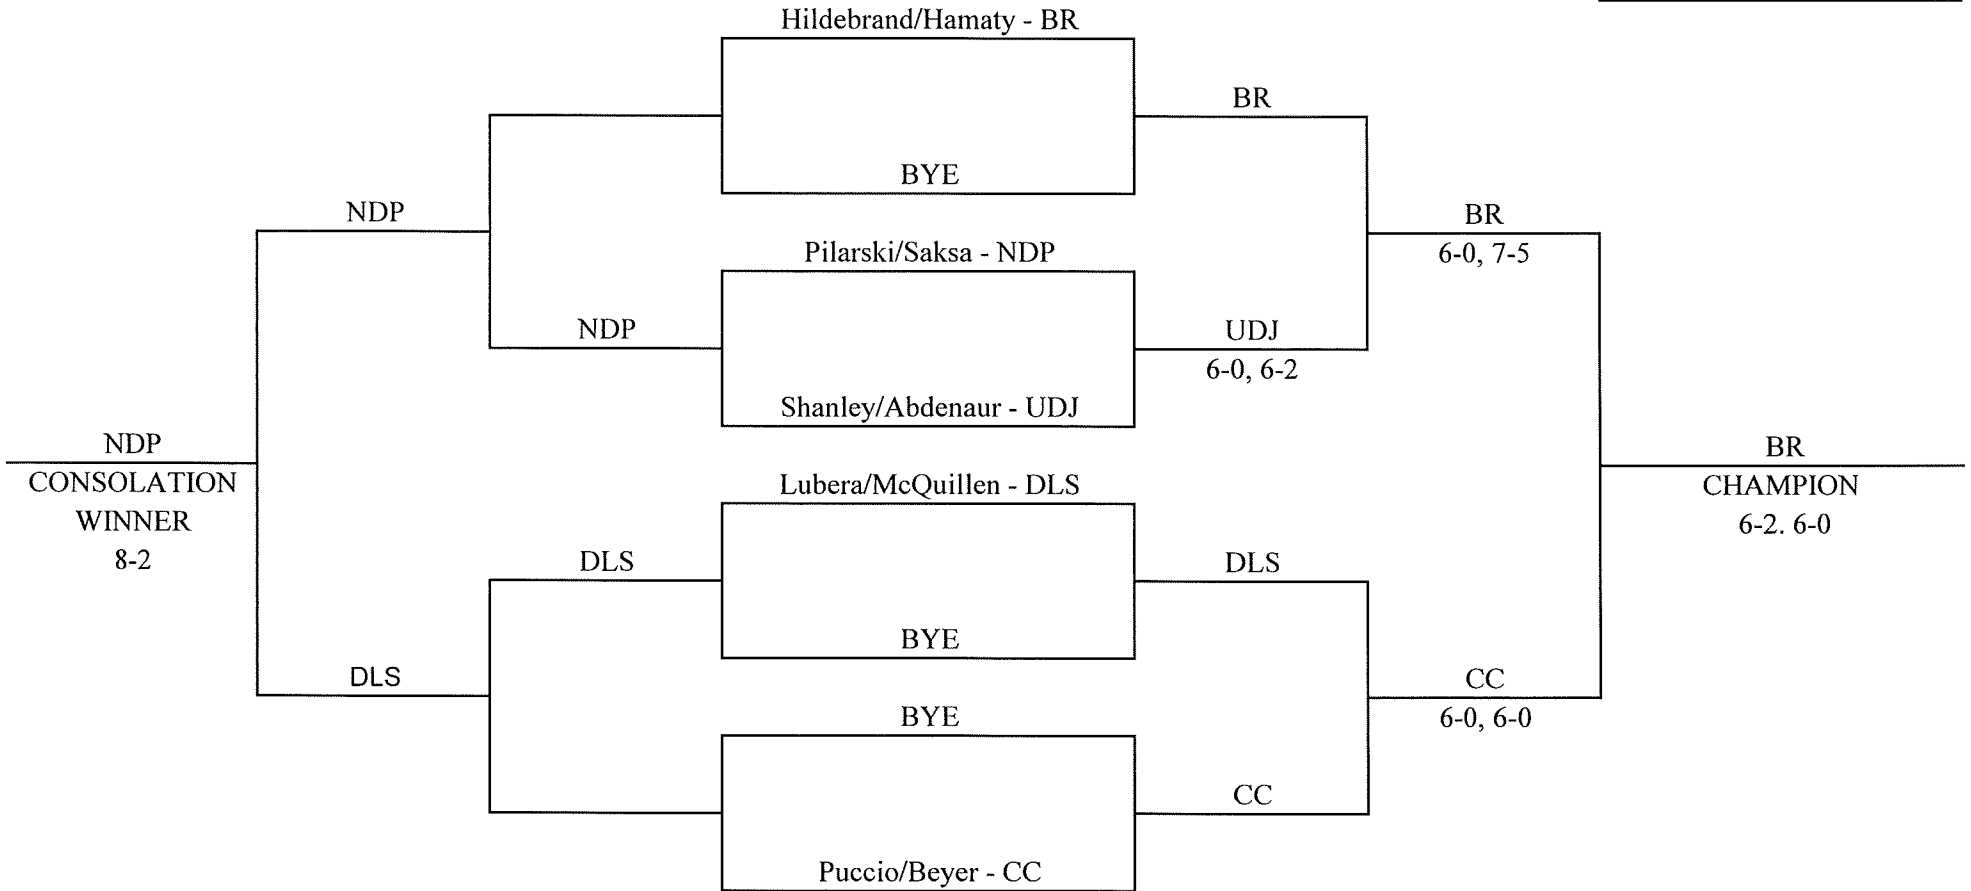 Hildebrand/Hamaty - BR
BR
BYE
NDP
BR
6-0, 7-5
Pilarski/Saksa - NDP
NDP
UDJ
6-0, 6-2
Shanley/Abdenaur - UDJ
NDP
CONSOLATION
WINNER
8-2
BR
CHAMPION
6-2. 6-0
Lubera/McQuillen - DLS
DLS
DLS
BYE
DLS
CC
6-0, 6-0
BYE
CC
Puccio/Beyer - CC